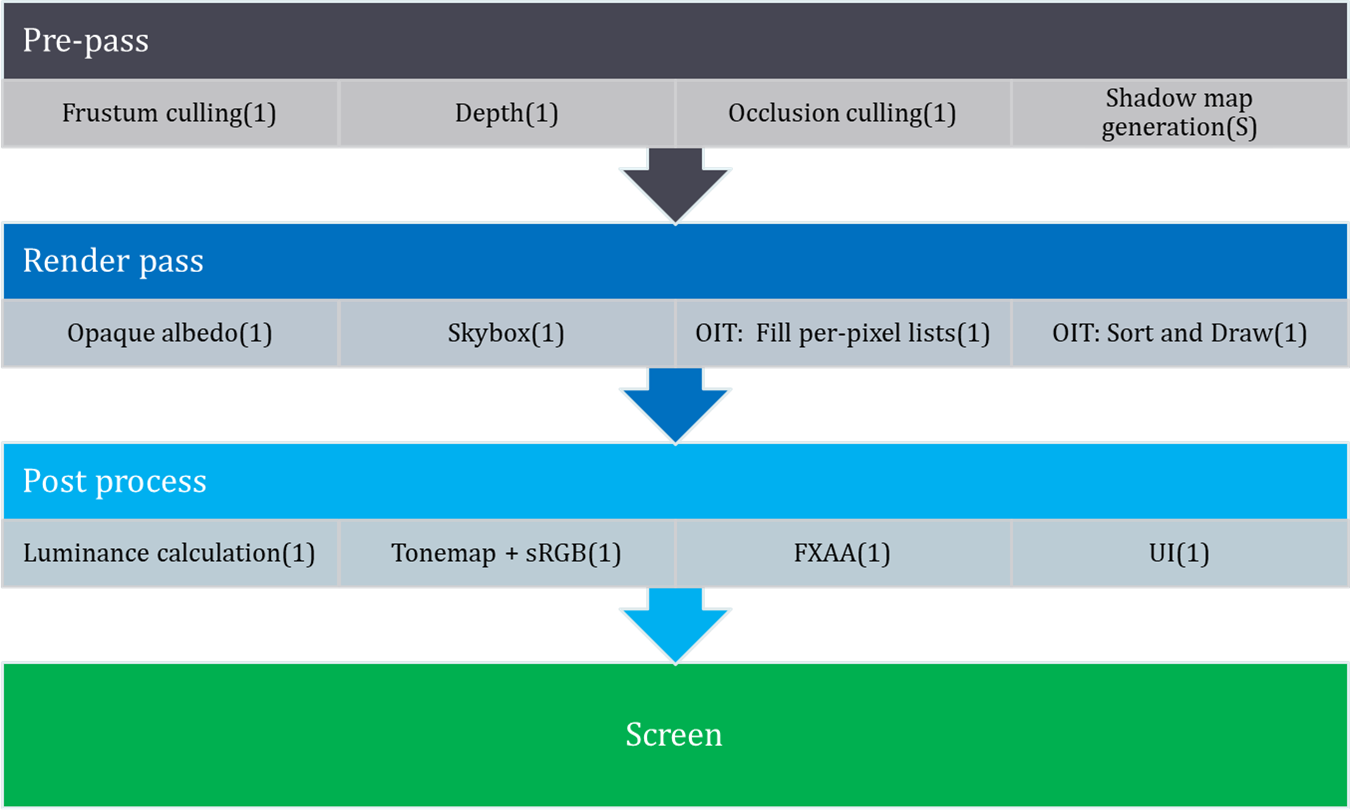 Pre-pass
Frustum culling(1)
Depth(1)
Occlusion culling(1)
Shadow map
generation(S)
Render pass
Opaque albedo(1)
Skybox(1)
OIT:  Fill per-pixel lists(1)
OIT: Sort and Draw(1)
Post process
Luminance calculation(1)
Tonemap + sRGB(1)
FXAA(1)
UI(1)
Screen